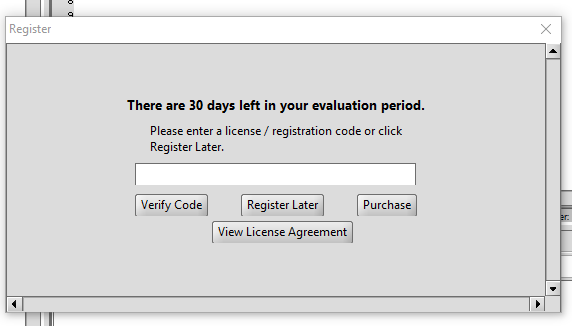 Register
There are 30 days left in your evaluation period.
Please enter a license / registration code or click
Register Later.
Verify Code
Register Later
Purchase
View License Agreement